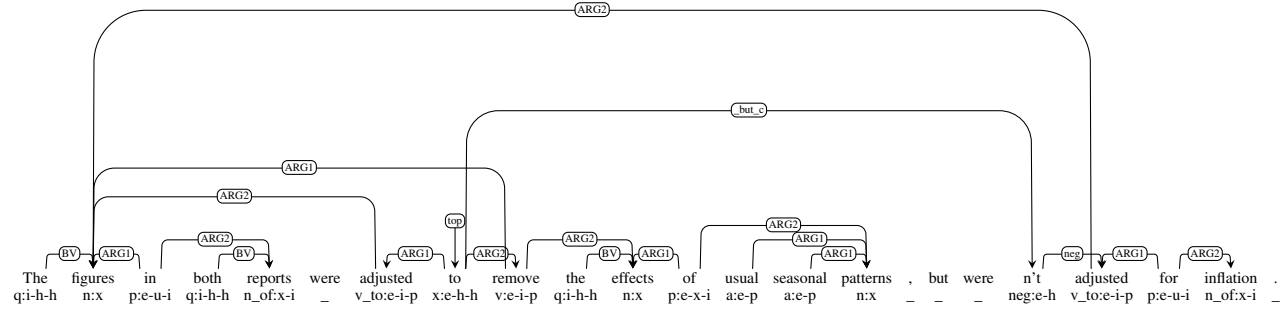 ARG2
_but_c
ARG1
ARG2
top
ARG2
BV ARG1 ARG2 BV ARG1 ARG2 ARG2 BV ARG1 ARG1 ARG1 neg ARG1 ARG2
The figures in both reports were adjusted to remove the effects of usual seasonal patterns , but were n't adjusted for inflation .
q:i-h-h n:x p:e-u-i q:i-h-h n_of:x-i _ v_to:e-i-p x:e-h-h v:e-i-p q:i-h-h n:x p:e-x-i a:e-p a:e-p n:x _ _ _ neg:e-h v_to:e-i-p p:e-u-i n_of:x-i _